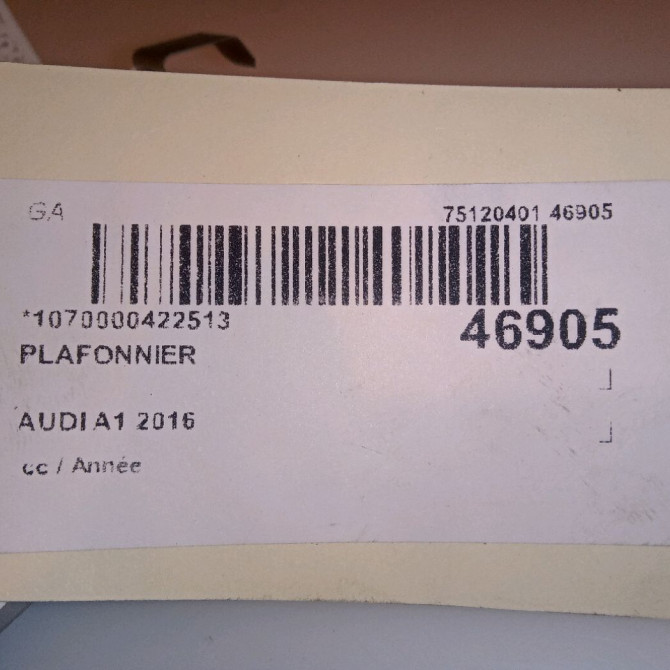 GA 75120401 46905
*1070000422513 46905
PLAFONNIER
AUDI A1 2016
cc / Année